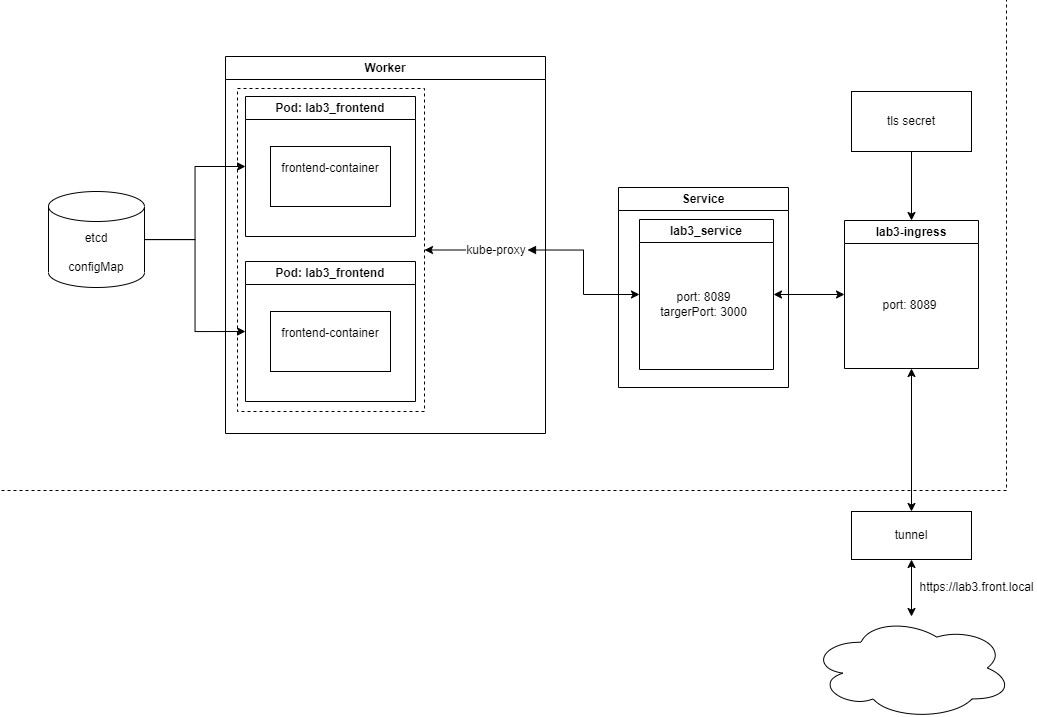 Worker
Pod: lab3_frontend
frontend-container
tls secret
etcd
configMap
Service
lab3_service
lab3-ingress
kube-proxy
Pod: lab3_frontend
port: 8089
targerPort: 3000
port: 8089
frontend-container
tunnel
https://lab3.front.local